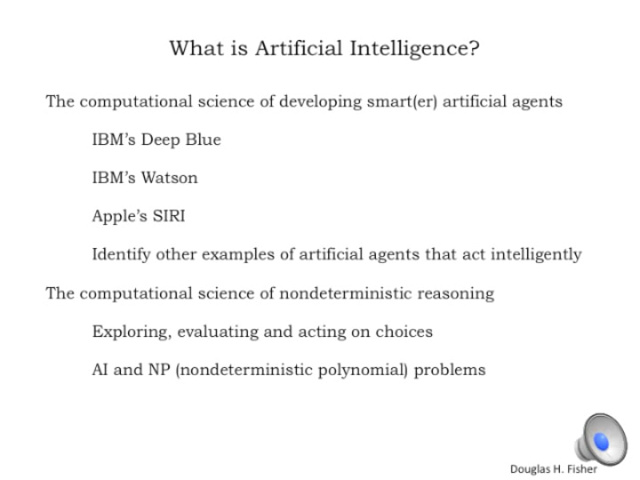 What is Artificial Intelligence?
The computational science of developing smart(er) artificial agents
IBM's Deep Blue
IBM's Watson
Apple's SIRI
Identify other examples of artificial agents that act intelligently
The computational science of nondeterministic reasoning
Exploring, evaluating and acting on choices
AI and NP (nondeterministic polynomial) problems
Douglas H. Fisher